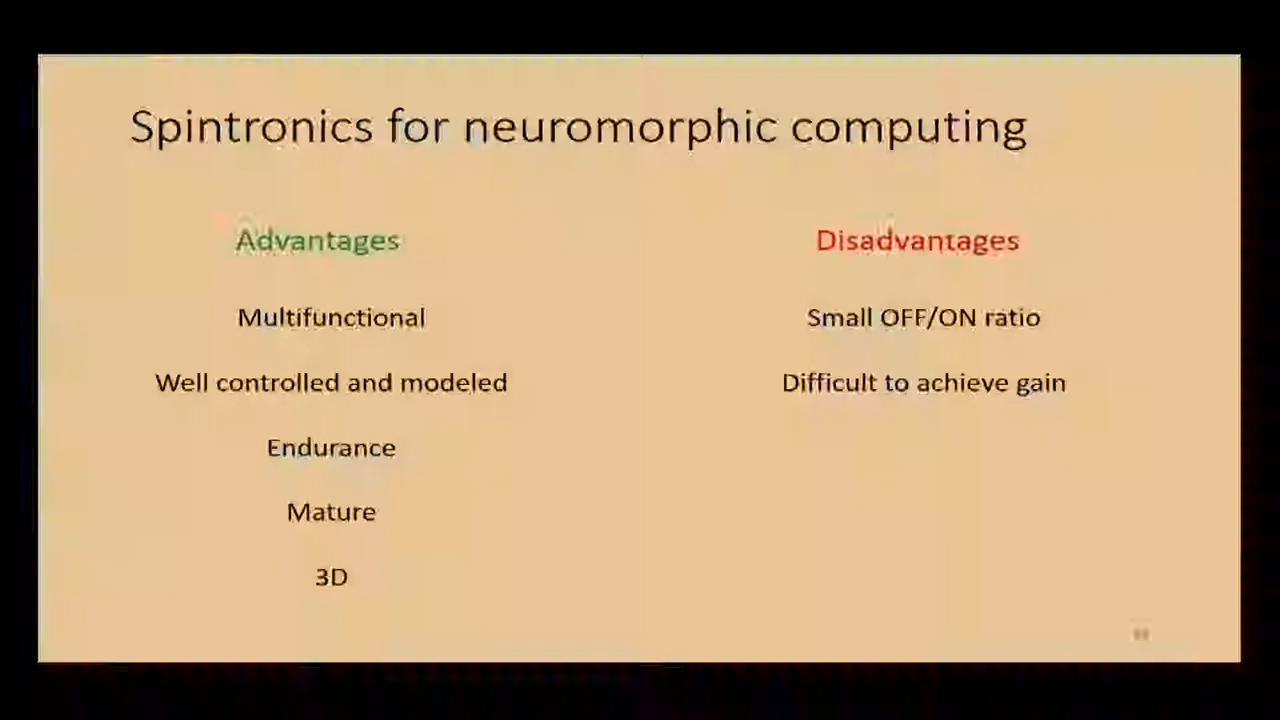 Spintronics for neuromorphic computing
Advantages
Multifunctional
Well controlled and modeled
Endurance
Mature
3D
Disadvantages
Small OFF/ON ratio
Difficult to achieve gain